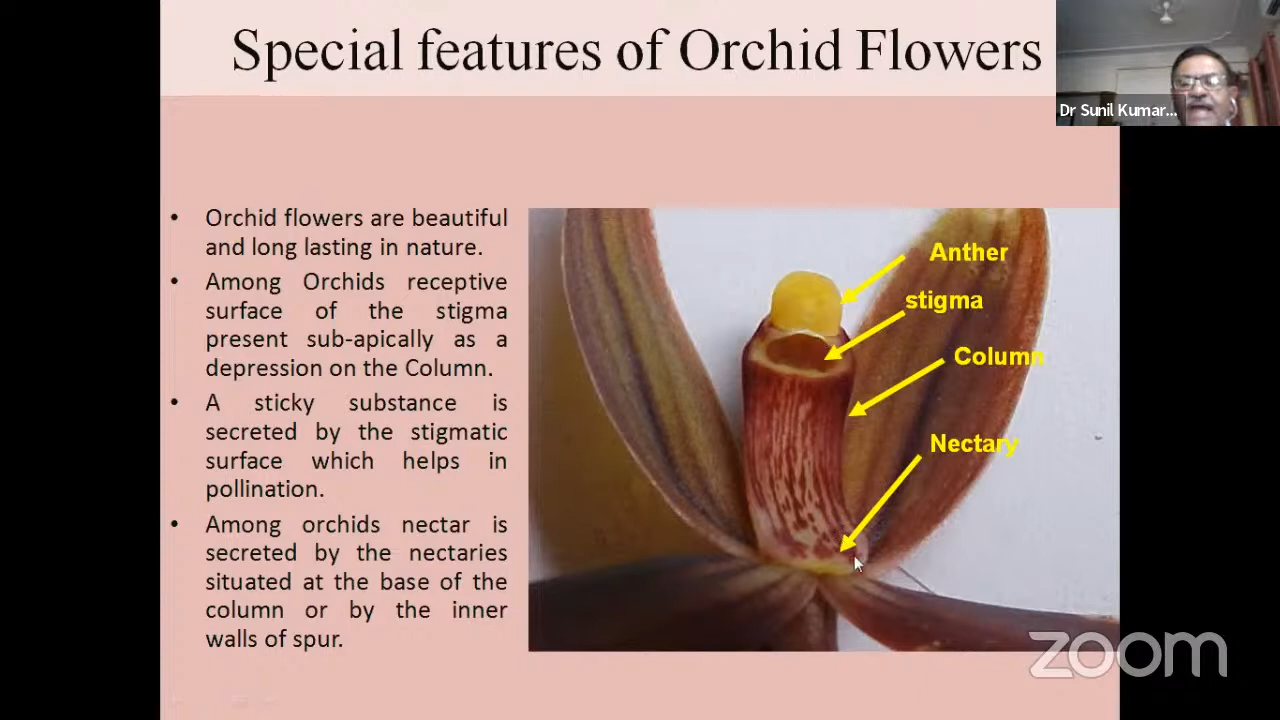 Special features of Orchid Flowers
Dr Sunil Kumar...
• Orchid flowers are beautiful
and long lasting in nature.
• Among Orchids receptive
surface of the stigma
present sub-apically as a
depression on the Column.
• A sticky substance is
secreted by the stigmatic
surface which helps in
pollination.
• Among orchids nectar is
secreted by the nectaries
situated at the base of the
column or by the inner
walls of spur.
Anther
stigma
Column
Nectary
zoom